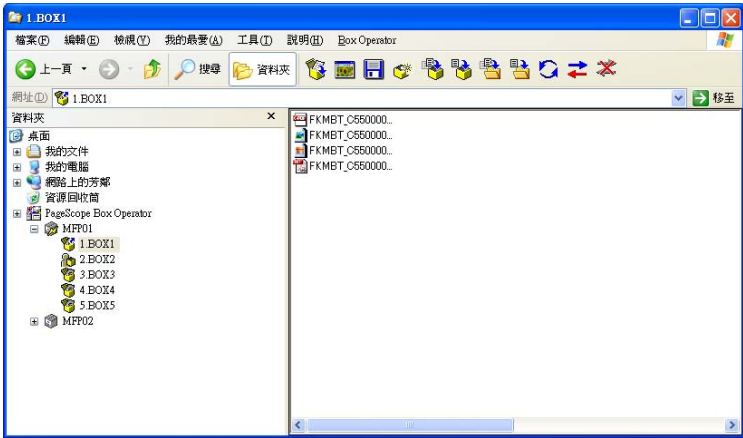 1.BOX1
檔案(F) 編輯(E) 檢視(V) 我的最愛(A) 工具(T) 說明(H) Box Operator
上一頁 搜尋 資料夾
網址(D) 1.BOX1 移至
資料夾 ×
桌面
我的文件
我的電腦
網路上的芳鄰
資源回收筒
PageScope Box Operator
MFP01
1.BOX1
2.BOX2
3.BOX3
4.BOX4
5.BOX5
MFP02
FKMBT_C550000...
FKMBT_C550000...
FKMBT_C550000...
FKMBT_C550000...